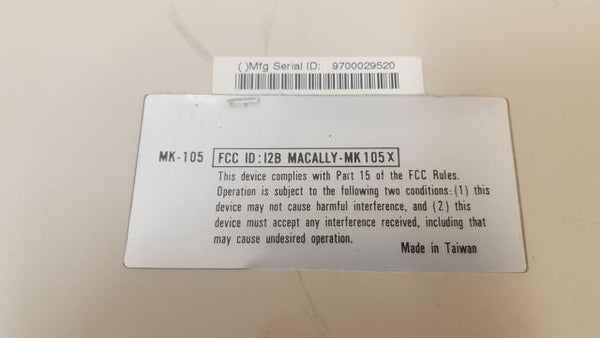 ( )Mfg Serial ID: 9700029520
MK-105 FCC ID: I2B MACALLY-MK105X
This device complies with Part 15 of the FCC Rules.
Operation is subject to the following two conditions: (1) this
device may not cause harmful interference, and (2) this
device must accept any interference received, including that
may cause undesired operation.
Made in Taiwan